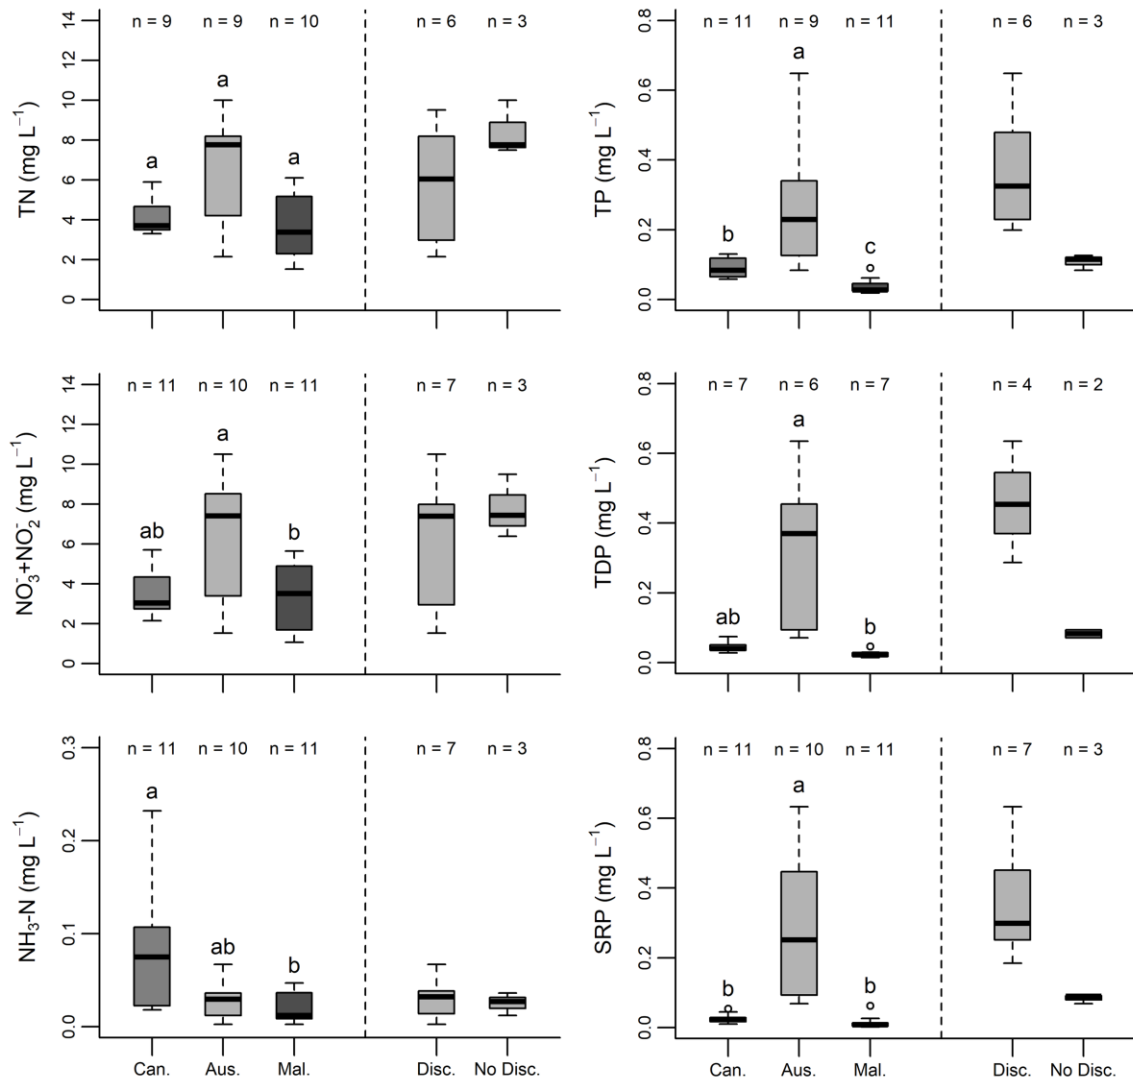 n = 9 n = 9 n = 10 n = 6 n = 3
14
12
10
8
6
4
2
0
TN (mg L⁻¹)
a a a
n = 11 n = 9 n = 11 n = 6 n = 3
0.8
0.6
0.4
0.2
0.0
TP (mg L⁻¹)
b a c
n = 11 n = 10 n = 11 n = 7 n = 3
14
12
10
8
6
4
2
0
NO₃⁻+NO₂⁻ (mg L⁻¹)
ab a b
n = 7 n = 6 n = 7 n = 4 n = 2
0.8
0.6
0.4
0.2
0.0
TDP (mg L⁻¹)
ab a b
n = 11 n = 10 n = 11 n = 7 n = 3
0.3
0.2
0.1
0.0
NH₃-N (mg L⁻¹)
a ab b
Can. Aus. Mal. Disc. No Disc.
n = 11 n = 10 n = 11 n = 7 n = 3
0.8
0.6
0.4
0.2
0.0
SRP (mg L⁻¹)
b a b
Can. Aus. Mal. Disc. No Disc.